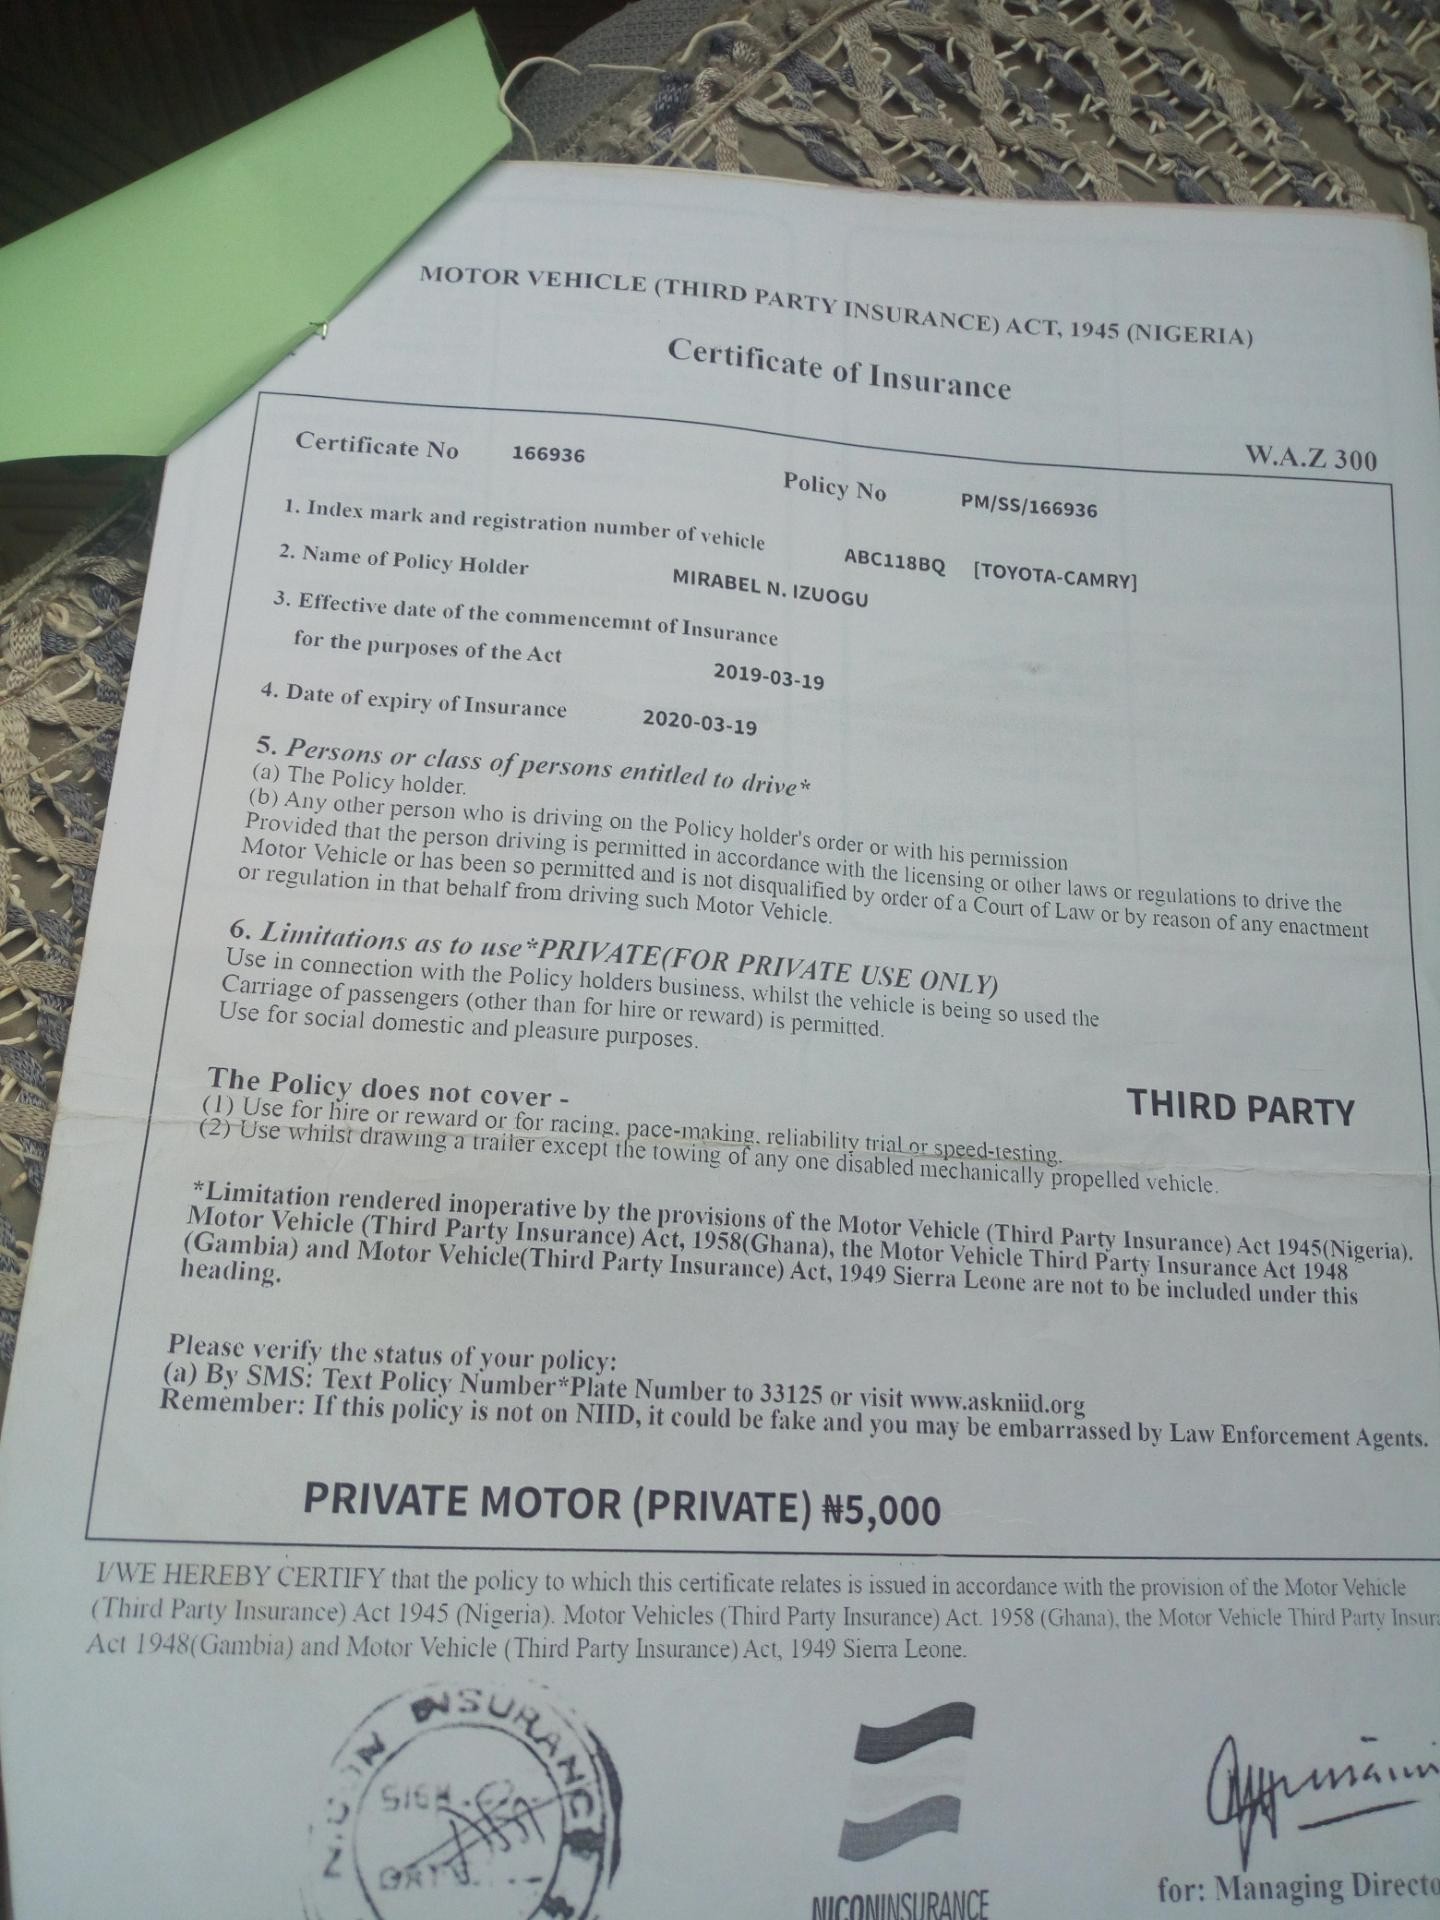 MOTOR VEHICLE (THIRD PARTY INSURANCE) ACT, 1945 (NIGERIA)
Certificate of Insurance
W.A.Z 300
Certificate No 166936
Policy No PM/SS/166936
1. Index mark and registration number of vehicle ABC118BQ [TOYOTA-CAMRY]
2. Name of Policy Holder MIRABEL N. IZUOGU
3. Effective date of the commencemnt of Insurance
for the purposes of the Act 2019-03-19
4. Date of expiry of Insurance 2020-03-19
5. Persons or class of persons entitled to drive*
(a) The Policy holder.
(b) Any other person who is driving on the Policy holder's order or with his permission
Provided that the person driving is permitted in accordance with the licensing or other laws or regulations to drive the
Motor Vehicle or has been so permitted and is not disqualified by order of a Court of Law or by reason of any enactment
or regulation in that behalf from driving such Motor Vehicle.
6. Limitations as to use*PRIVATE(FOR PRIVATE USE ONLY)
Use in connection with the Policy holders business, whilst the vehicle is being so used the
Carriage of passengers (other than for hire or reward) is permitted.
Use for social domestic and pleasure purposes.
The Policy does not cover -
THIRD PARTY
(1) Use for hire or reward or for racing, pace-making, reliability trial or speed-testing.
(2) Use whilst drawing a trailer except the towing of any one disabled mechanically propelled vehicle.
*Limitation rendered inoperative by the provisions of the Motor Vehicle (Third Party Insurance) Act 1945(Nigeria).
Motor Vehicle (Third Party Insurance) Act, 1958(Ghana), the Motor Vehicle Third Party Insurance Act 1948
(Gambia) and Motor Vehicle(Third Party Insurance) Act, 1949 Sierra Leone are not to be included under this
heading.
Please verify the status of your policy:
(a) By SMS: Text Policy Number*Plate Number to 33125 or visit www.askniid.org
Remember: If this policy is not on NIID, it could be fake and you may be embarrassed by Law Enforcement Agents.
PRIVATE MOTOR (PRIVATE) ₦5,000
I/WE HEREBY CERTIFY that the policy to which this certificate relates is issued in accordance with the provision of the Motor Vehicle
(Third Party Insurance) Act 1945 (Nigeria). Motor Vehicles (Third Party Insurance) Act. 1958 (Ghana), the Motor Vehicle Third Party Insur
Act 1948(Gambia) and Motor Vehicle (Third Party Insurance) Act, 1949 Sierra Leone.
INSURANCE
NICONINSURANCE
for: Managing Directo